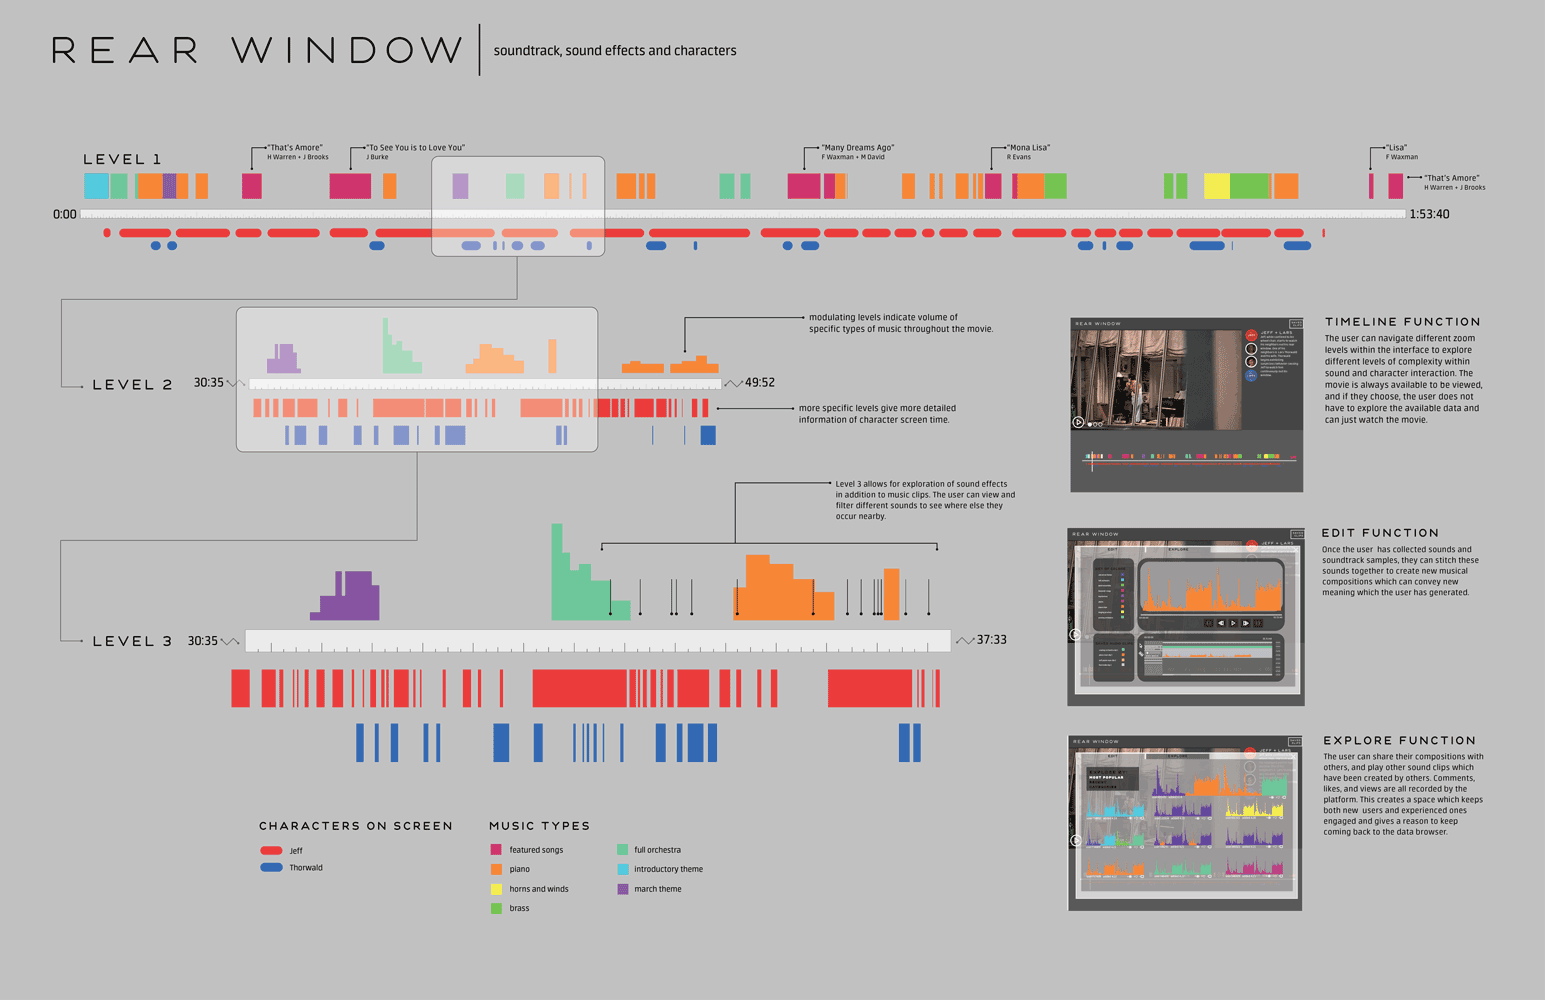 REAR WINDOW
soundtrack, sound effects and characters
LEVEL 1
"That's Amore"
H Warren + J Brooks
"To See You is to Love You"
J Burke
"Many Dreams Ago"
F Waxman + M David
"Mona Lisa"
R Evans
"Lisa"
F Waxman
"That's Amore"
H Warren + J Brooks
0:00
1:53:40
modulating levels indicate volume of
specific types of music throughout the movie.
LEVEL 2
30:35
49:52
more specific levels give more detailed
information of character screen time.
Level 3 allows for exploration of sound effects
in addition to music clips. The user can view and
filter different sounds to see where else they
occur nearby.
LEVEL 3
30:35
37:33
REAR WINDOW
JEFF + LARS
TIMELINE FUNCTION
The user can navigate different zoom
levels within the interface to explore
different levels of complexity within
sound and character interaction. The
movie is always available to be viewed,
and if they choose, the user does not
have to explore the available data and
can just watch the movie.
REAR WINDOW
JEFF + LARS
EDIT
EXPLORE
EDIT FUNCTION
Once the user has collected sounds and
soundtrack samples, they can stitch these
sounds together to create new musical
compositions which can convey new
meaning which the user has generated.
REAR WINDOW
JEFF + LARS
EDIT
EXPLORE
MOST POPULAR
EXPLORE FUNCTION
The user can share their compositions with
others, and play other sound clips which
have been created by others. Comments,
likes, and views are all recorded by the
platform. This creates a space which keeps
both new users and experienced ones
engaged and gives a reason to keep
coming back to the data browser.
CHARACTERS ON SCREEN
Jeff
Thorwald
MUSIC TYPES
featured songs
piano
horns and winds
brass
full orchestra
introductory theme
march theme